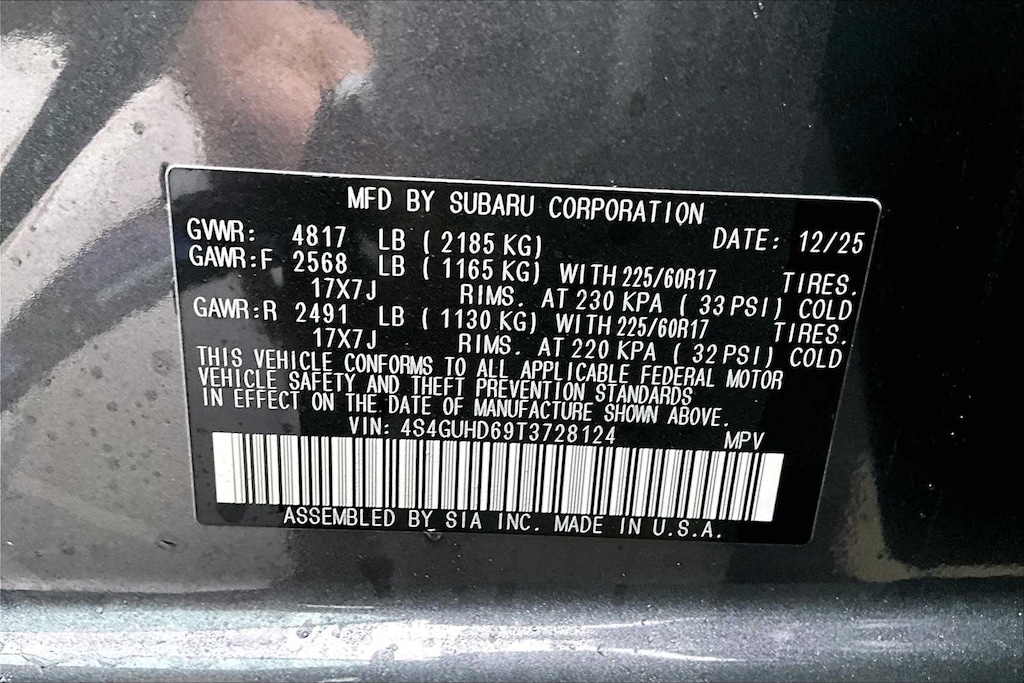 MFD BY SUBARU CORPORATION
GVWR: 4817 LB ( 2185 KG) DATE: 12/25
GAWR:F 2568 LB ( 1165 KG) WITH 225/60R17 TIRES.
17X7J RIMS. AT 230 KPA ( 33 PSI) COLD
GAWR:R 2491 LB ( 1130 KG) WITH 225/60R17 TIRES.
17X7J RIMS. AT 220 KPA ( 32 PSI) COLD
THIS VEHICLE CONFORMS TO ALL APPLICABLE FEDERAL MOTOR
VEHICLE SAFETY AND THEFT PREVENTION STANDARDS
IN EFFECT ON THE DATE OF MANUFACTURE SHOWN ABOVE.
VIN: 4S4GUHD69T3728124 MPV
ASSEMBLED BY SIA INC. MADE IN U.S.A.